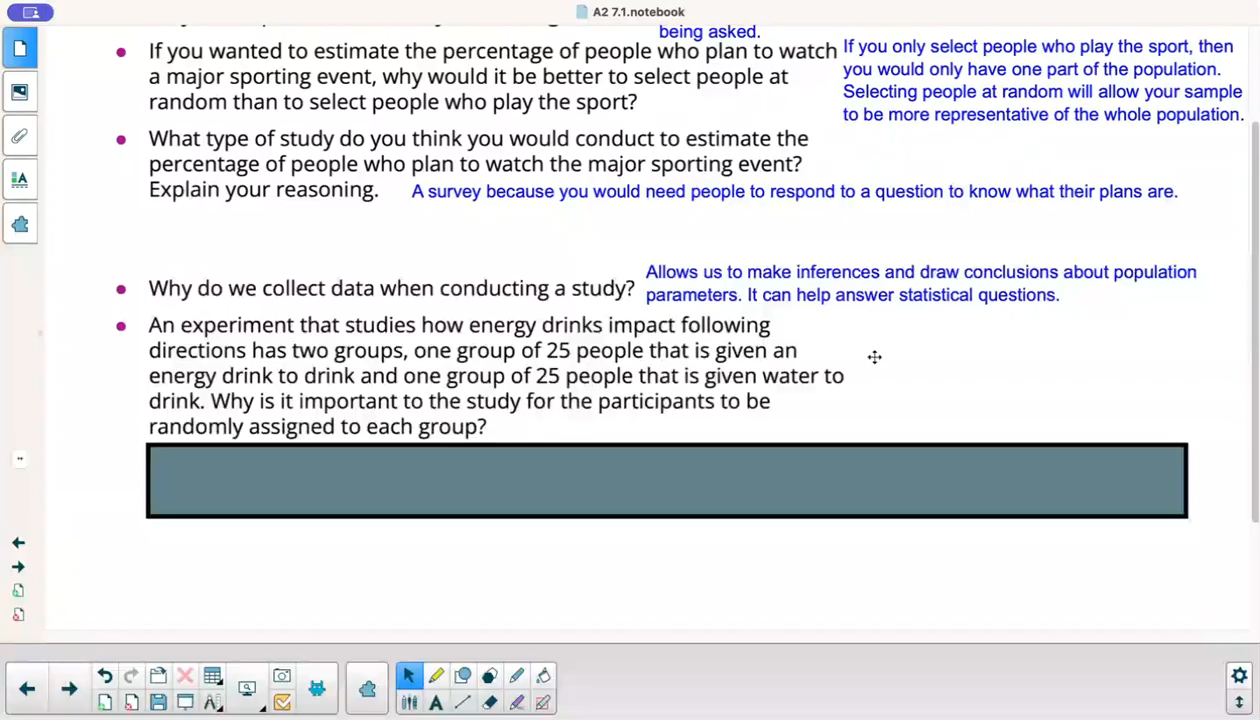 A2 7.1.notebook
being asked.
If you wanted to estimate the percentage of people who plan to watch
a major sporting event, why would it be better to select people at
random than to select people who play the sport?
If you only select people who play the sport, then
you would only have one part of the population.
Selecting people at random will allow your sample
to be more representative of the whole population.
What type of study do you think you would conduct to estimate the
percentage of people who plan to watch the major sporting event?
Explain your reasoning.
A survey because you would need people to respond to a question to know what their plans are.
Why do we collect data when conducting a study?
Allows us to make inferences and draw conclusions about population
parameters. It can help answer statistical questions.
An experiment that studies how energy drinks impact following
directions has two groups, one group of 25 people that is given an
energy drink to drink and one group of 25 people that is given water to
drink. Why is it important to the study for the participants to be
randomly assigned to each group?